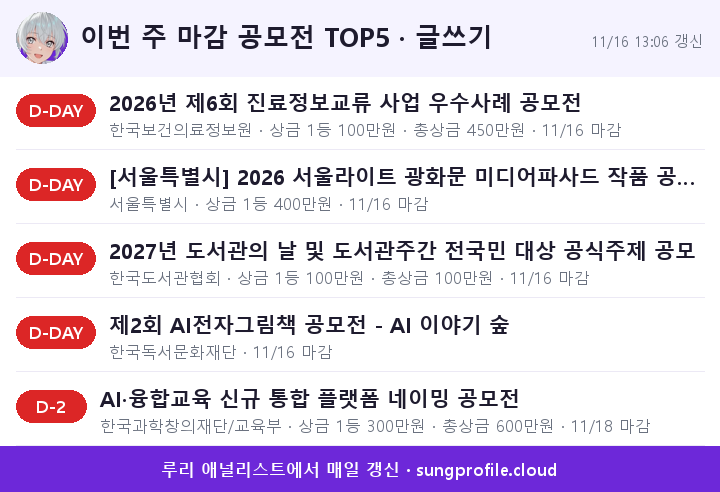 이번 주 마감 공모전 TOP5 · 글쓰기
11/16 13:06 갱신
D-DAY
2026년 제6회 진료정보교류 사업 우수사례 공모전
한국보건의료정보원 · 상금 1등 100만원 · 총상금 450만원 · 11/16 마감
D-DAY
[서울특별시] 2026 서울라이트 광화문 미디어파사드 작품 공...
서울특별시 · 상금 1등 400만원 · 11/16 마감
D-DAY
2027년 도서관의 날 및 도서관주간 전국민 대상 공식주제 공모
한국도서관협회 · 상금 1등 100만원 · 총상금 100만원 · 11/16 마감
D-DAY
제2회 AI전자그림책 공모전 - AI 이야기 숲
한국독서문화재단 · 11/16 마감
D-2
AI·융합교육 신규 통합 플랫폼 네이밍 공모전
한국과학창의재단/교육부 · 상금 1등 300만원 · 총상금 600만원 · 11/18 마감
루리 애널리스트에서 매일 갱신 · sungprofile.cloud